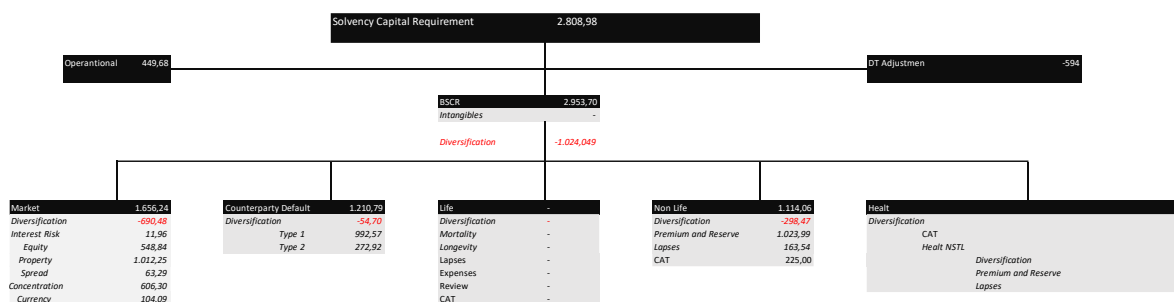 Solvency Capital Requirement 2.808,98
Operantional 449,68
DT Adjustmen -594
BSCR 2.953,70
Intangibles -
Diversification -1.024,049
Market 1.656,24
Diversification -690,48
Interest Risk 11,96
Equity 548,84
Property 1.012,25
Spread 63,29
Concentration 606,30
Currency 104,09
Counterparty Default 1.210,79
Diversification -54,70
Type 1 992,57
Type 2 272,92
Life -
Diversification -
Mortality -
Longevity -
Lapses -
Expenses -
Review -
CAT -
Non Life 1.114,06
Diversification -298,47
Premium and Reserve 1.023,99
Lapses 163,54
CAT 225,00
Healt
Diversification
CAT
Healt NSTL
Diversification
Premium and Reserve
Lapses